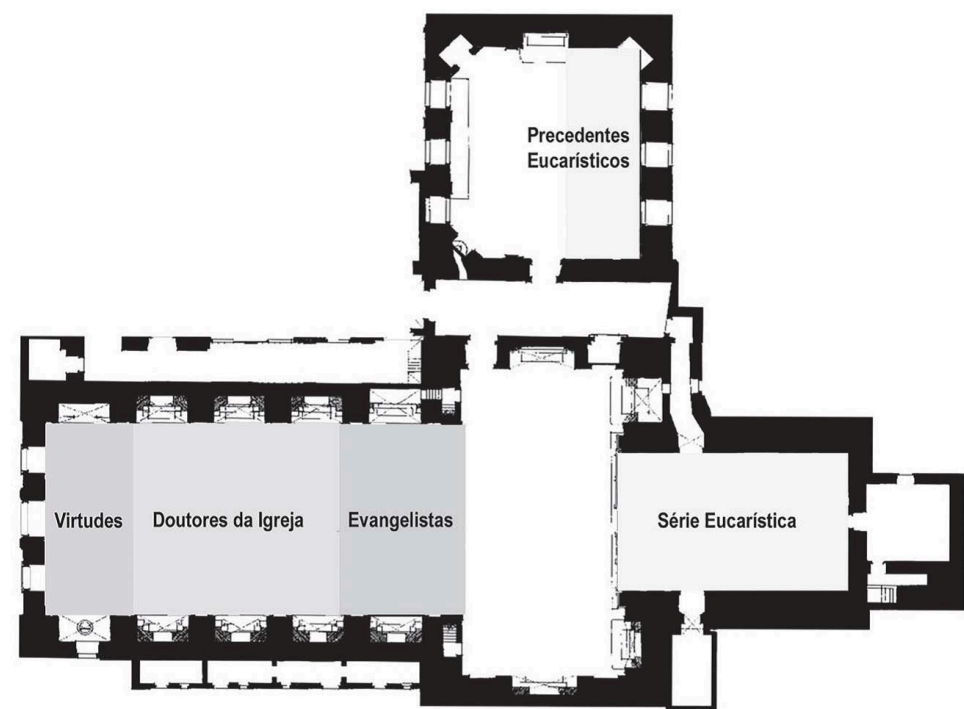 Precedentes
Eucarísticos
Virtudes
Doutores da Igreja
Evangelistas
Série Eucarística